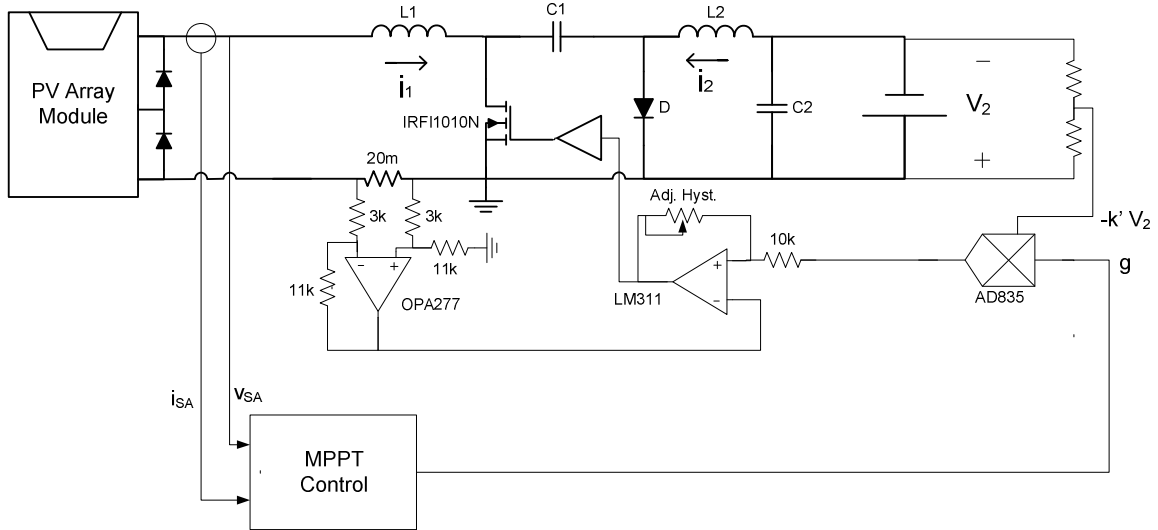 L1
C1
L2
PV Array
Module
i1
i2
IRFI1010N
D
C2
V2
−
+
20m
3k
3k
11k
11k
−
+
OPA277
Adj. Hyst.
+
−
LM311
10k
-k' V2
g
AD835
iSA
vSA
MPPT
Control